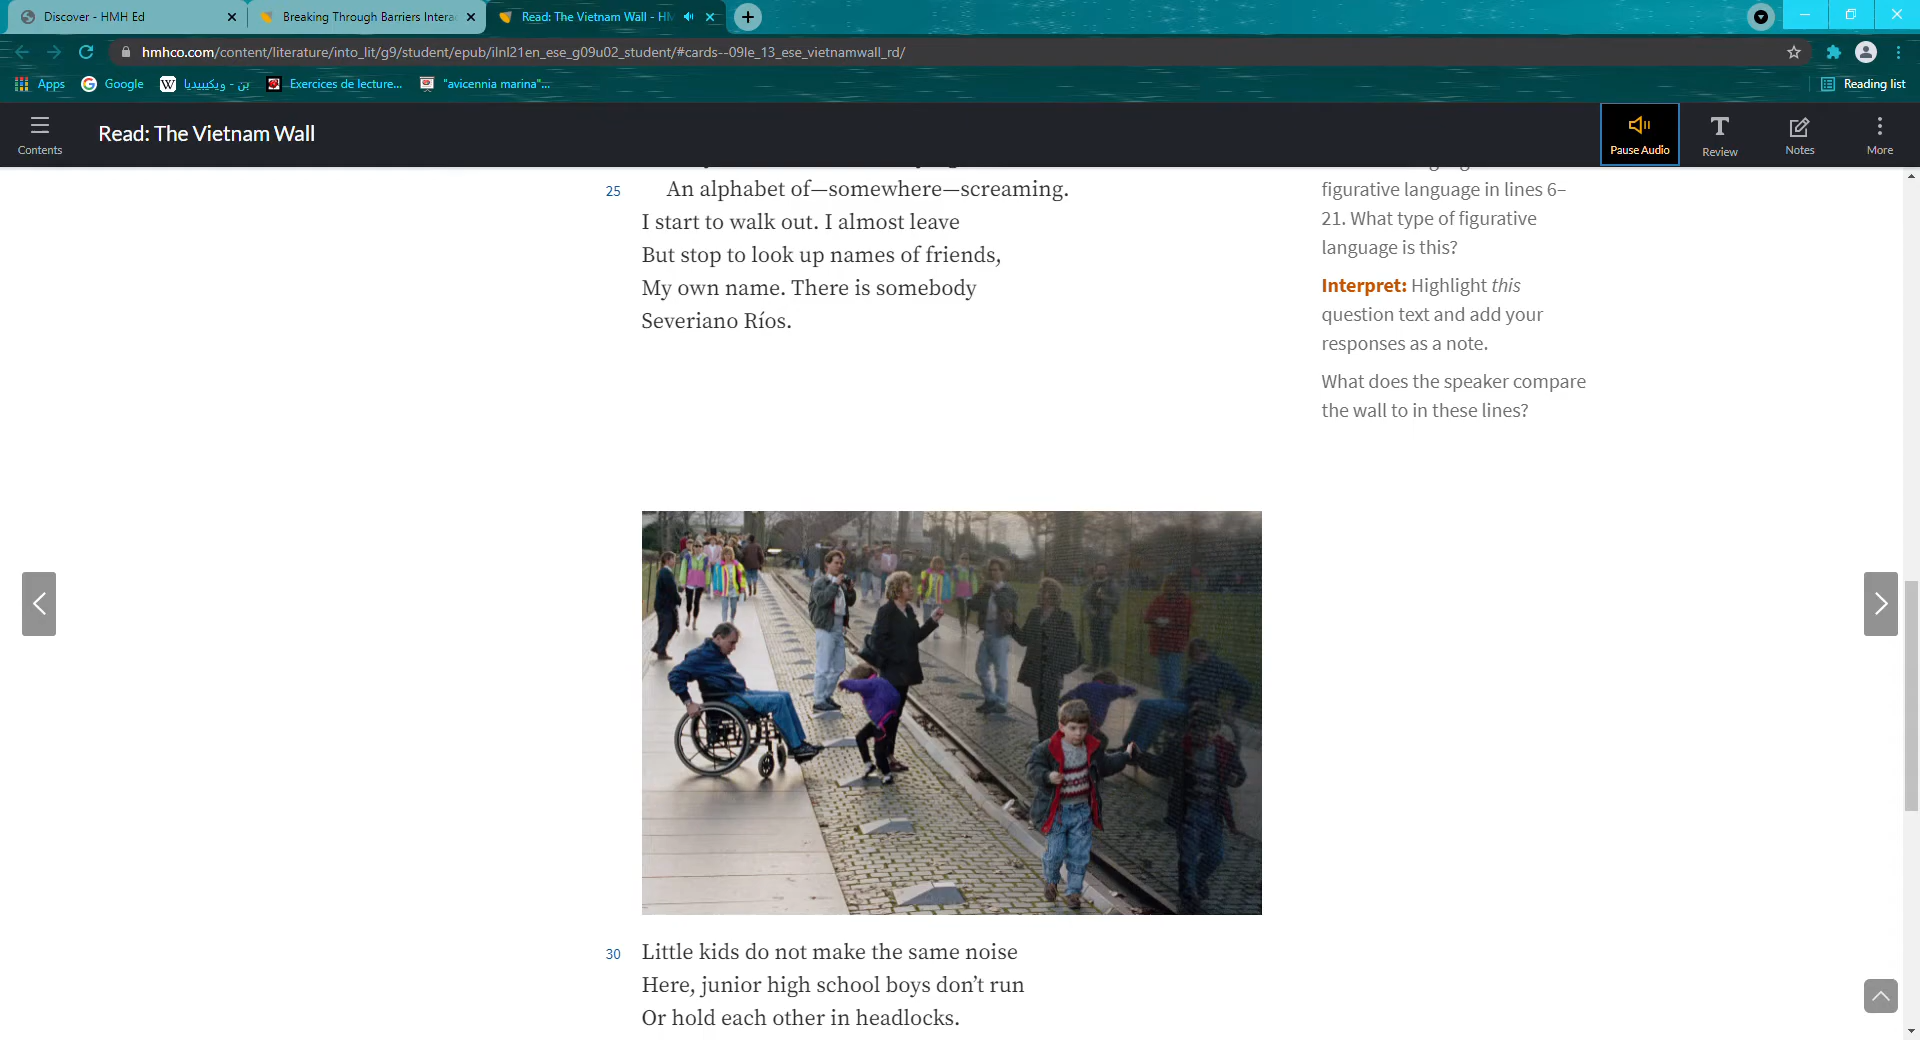 Discover - HMH Ed
Breaking Through Barriers Intera
Read: The Vietnam Wall - HM
hmhco.com/content/literature/into_lit/g9/student/epub/ilnl21en_ese_g09u02_student/#cards--09le_13_ese_vietnamwall_rd/
Apps
Google
بن - ویکیپیدیا
Exercices de lecture...
"avicennia marina"...
Reading list
Contents
Read: The Vietnam Wall
Pause Audio
Review
Notes
More
25 An alphabet of—somewhere—screaming.
I start to walk out. I almost leave
But stop to look up names of friends,
My own name. There is somebody
Severiano Ríos.
figurative language in lines 6–
21. What type of figurative
language is this?
Interpret: Highlight this
question text and add your
responses as a note.
What does the speaker compare
the wall to in these lines?
30 Little kids do not make the same noise
Here, junior high school boys don't run
Or hold each other in headlocks.